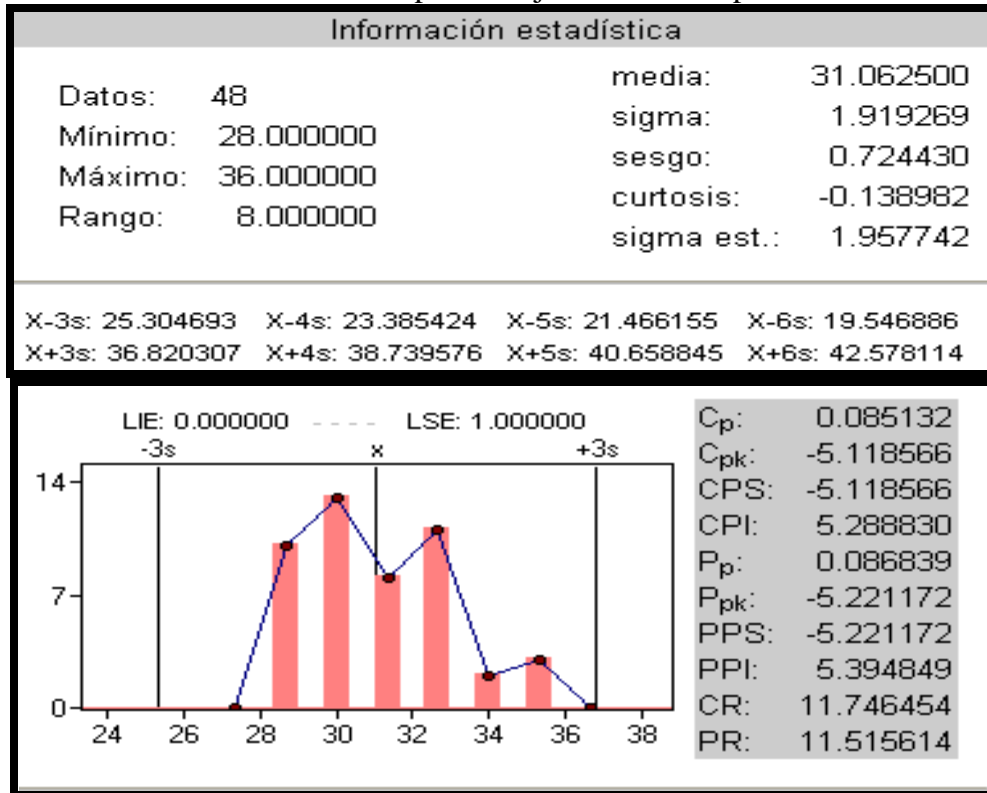 Información estadística
Datos: 48
Mínimo: 28.000000
Máximo: 36.000000
Rango: 8.000000
media: 31.062500
sigma: 1.919269
sesgo: 0.724430
curtosis: -0.138982
sigma est.: 1.957742
X-3s: 25.304693 X-4s: 23.385424 X-5s: 21.466155 X-6s: 19.546886
X+3s: 36.820307 X+4s: 38.739576 X+5s: 40.658845 X+6s: 42.578114
LIE: 0.000000 ---- LSE: 1.000000
-3s x +3s
14
7
0
24 26 28 30 32 34 36 38
Cp: 0.085132
Cpk: -5.118566
CPS: -5.118566
CPI: 5.288830
Pp: 0.086839
Ppk: -5.221172
PPS: -5.221172
PPI: 5.394849
CR: 11.746454
PR: 11.515614